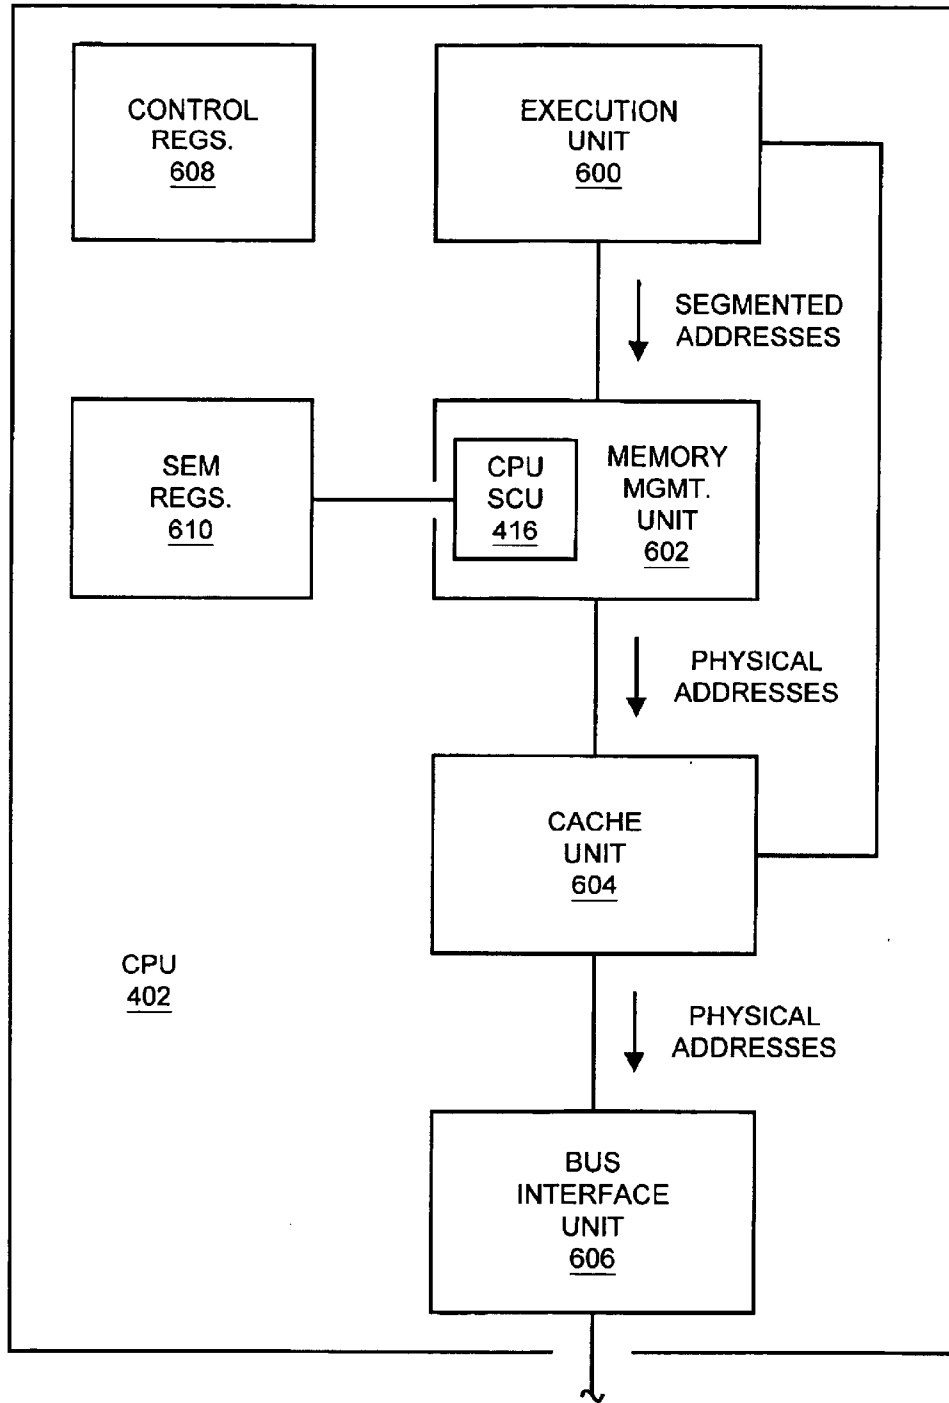 CONTROL
REGS.
608
EXECUTION
UNIT
600
SEGMENTED
ADDRESSES
SEM
REGS.
610
CPU
SCU
416
MEMORY
MGMT.
UNIT
602
PHYSICAL
ADDRESSES
CACHE
UNIT
604
CPU
402
PHYSICAL
ADDRESSES
BUS
INTERFACE
UNIT
606